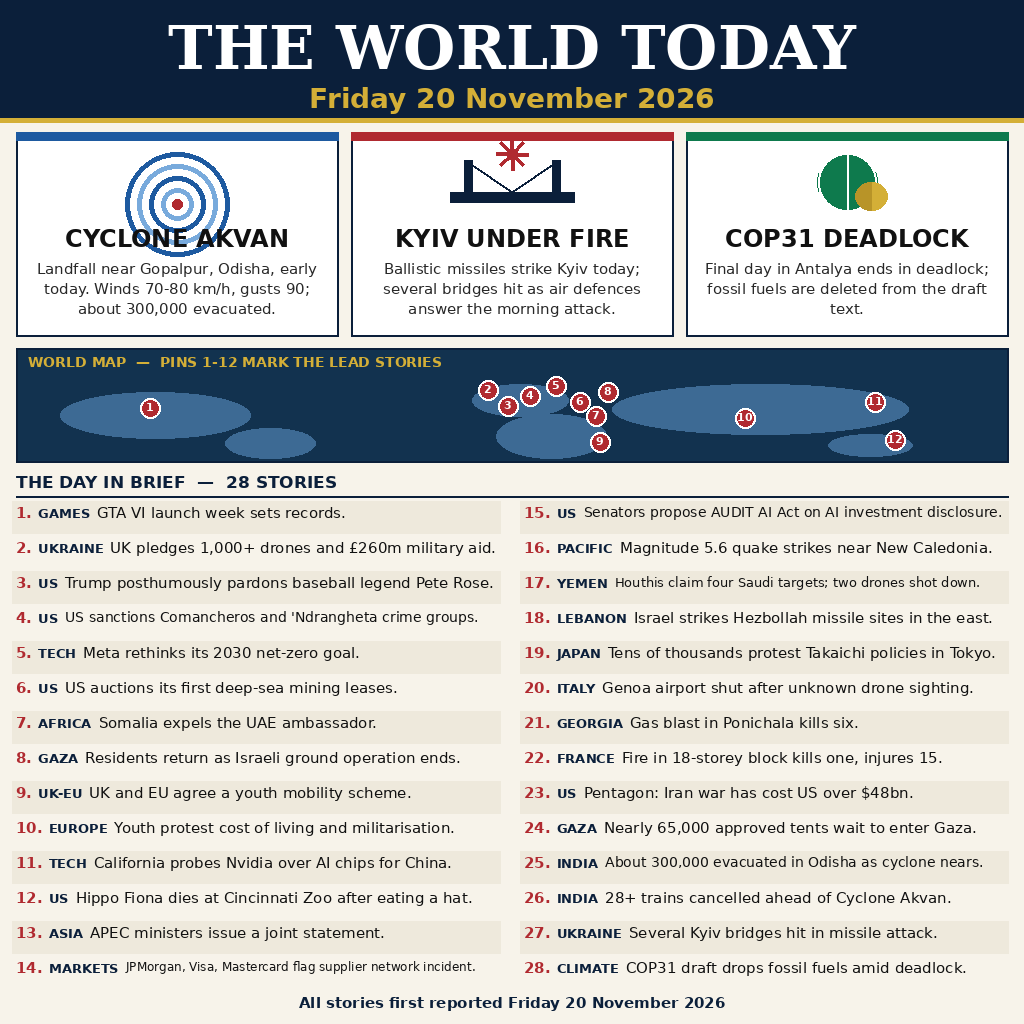 THE WORLD TODAY
Friday 20 November 2026
CYCLONE AKVAN
Landfall near Gopalpur, Odisha, early
today. Winds 70-80 km/h, gusts 90;
about 300,000 evacuated.
KYIV UNDER FIRE
Ballistic missiles strike Kyiv today;
several bridges hit as air defences
answer the morning attack.
COP31 DEADLOCK
Final day in Antalya ends in deadlock;
fossil fuels are deleted from the draft
text.
WORLD MAP — PINS 1-12 MARK THE LEAD STORIES
1
2
3
4
5
6
7
8
9
10
11
12
THE DAY IN BRIEF — 28 STORIES
1. GAMES GTA VI launch week sets records.
2. UKRAINE UK pledges 1,000+ drones and £260m military aid.
3. US Trump posthumously pardons baseball legend Pete Rose.
4. US US sanctions Comancheros and 'Ndrangheta crime groups.
5. TECH Meta rethinks its 2030 net-zero goal.
6. US US auctions its first deep-sea mining leases.
7. AFRICA Somalia expels the UAE ambassador.
8. GAZA Residents return as Israeli ground operation ends.
9. UK-EU UK and EU agree a youth mobility scheme.
10. EUROPE Youth protest cost of living and militarisation.
11. TECH California probes Nvidia over AI chips for China.
12. US Hippo Fiona dies at Cincinnati Zoo after eating a hat.
13. ASIA APEC ministers issue a joint statement.
14. MARKETS JPMorgan, Visa, Mastercard flag supplier network incident.
15. US Senators propose AUDIT AI Act on AI investment disclosure.
16. PACIFIC Magnitude 5.6 quake strikes near New Caledonia.
17. YEMEN Houthis claim four Saudi targets; two drones shot down.
18. LEBANON Israel strikes Hezbollah missile sites in the east.
19. JAPAN Tens of thousands protest Takaichi policies in Tokyo.
20. ITALY Genoa airport shut after unknown drone sighting.
21. GEORGIA Gas blast in Ponichala kills six.
22. FRANCE Fire in 18-storey block kills one, injures 15.
23. US Pentagon: Iran war has cost US over $48bn.
24. GAZA Nearly 65,000 approved tents wait to enter Gaza.
25. INDIA About 300,000 evacuated in Odisha as cyclone nears.
26. INDIA 28+ trains cancelled ahead of Cyclone Akvan.
27. UKRAINE Several Kyiv bridges hit in missile attack.
28. CLIMATE COP31 draft drops fossil fuels amid deadlock.
All stories first reported Friday 20 November 2026